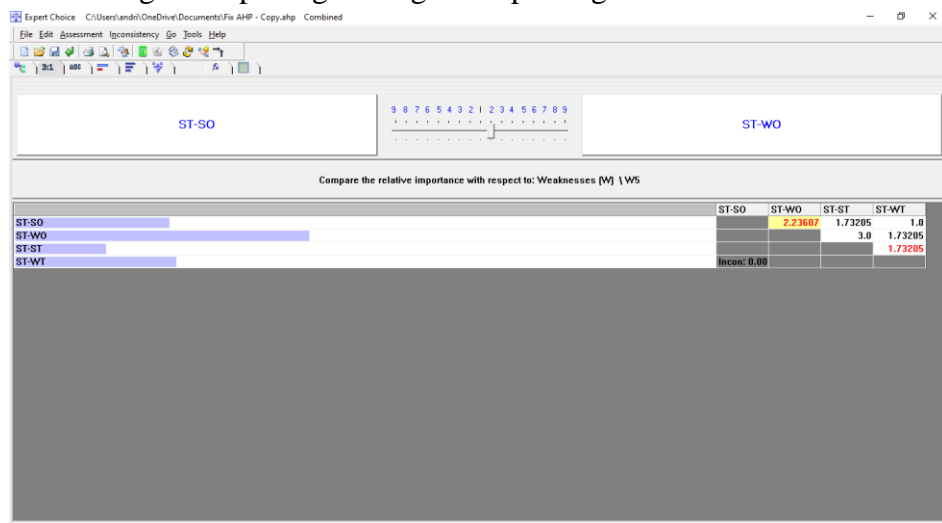 Expert Choice C:\Users\andri\OneDrive\Documents\Fix AHP - Copy.ahp Combined
File Edit Assessment Inconsistency Go Tools Help
3:1 ABC
ST-SO
9 8 7 6 5 4 3 2 1 2 3 4 5 6 7 8 9
ST-WO
Compare the relative importance with respect to: Weaknesses (W) \ W5
ST-SO ST-WO ST-ST ST-WT
ST-SO 2.23607 1.73205 1.0
ST-WO 3.0 1.73205
ST-ST 1.73205
ST-WT Incon: 0.00